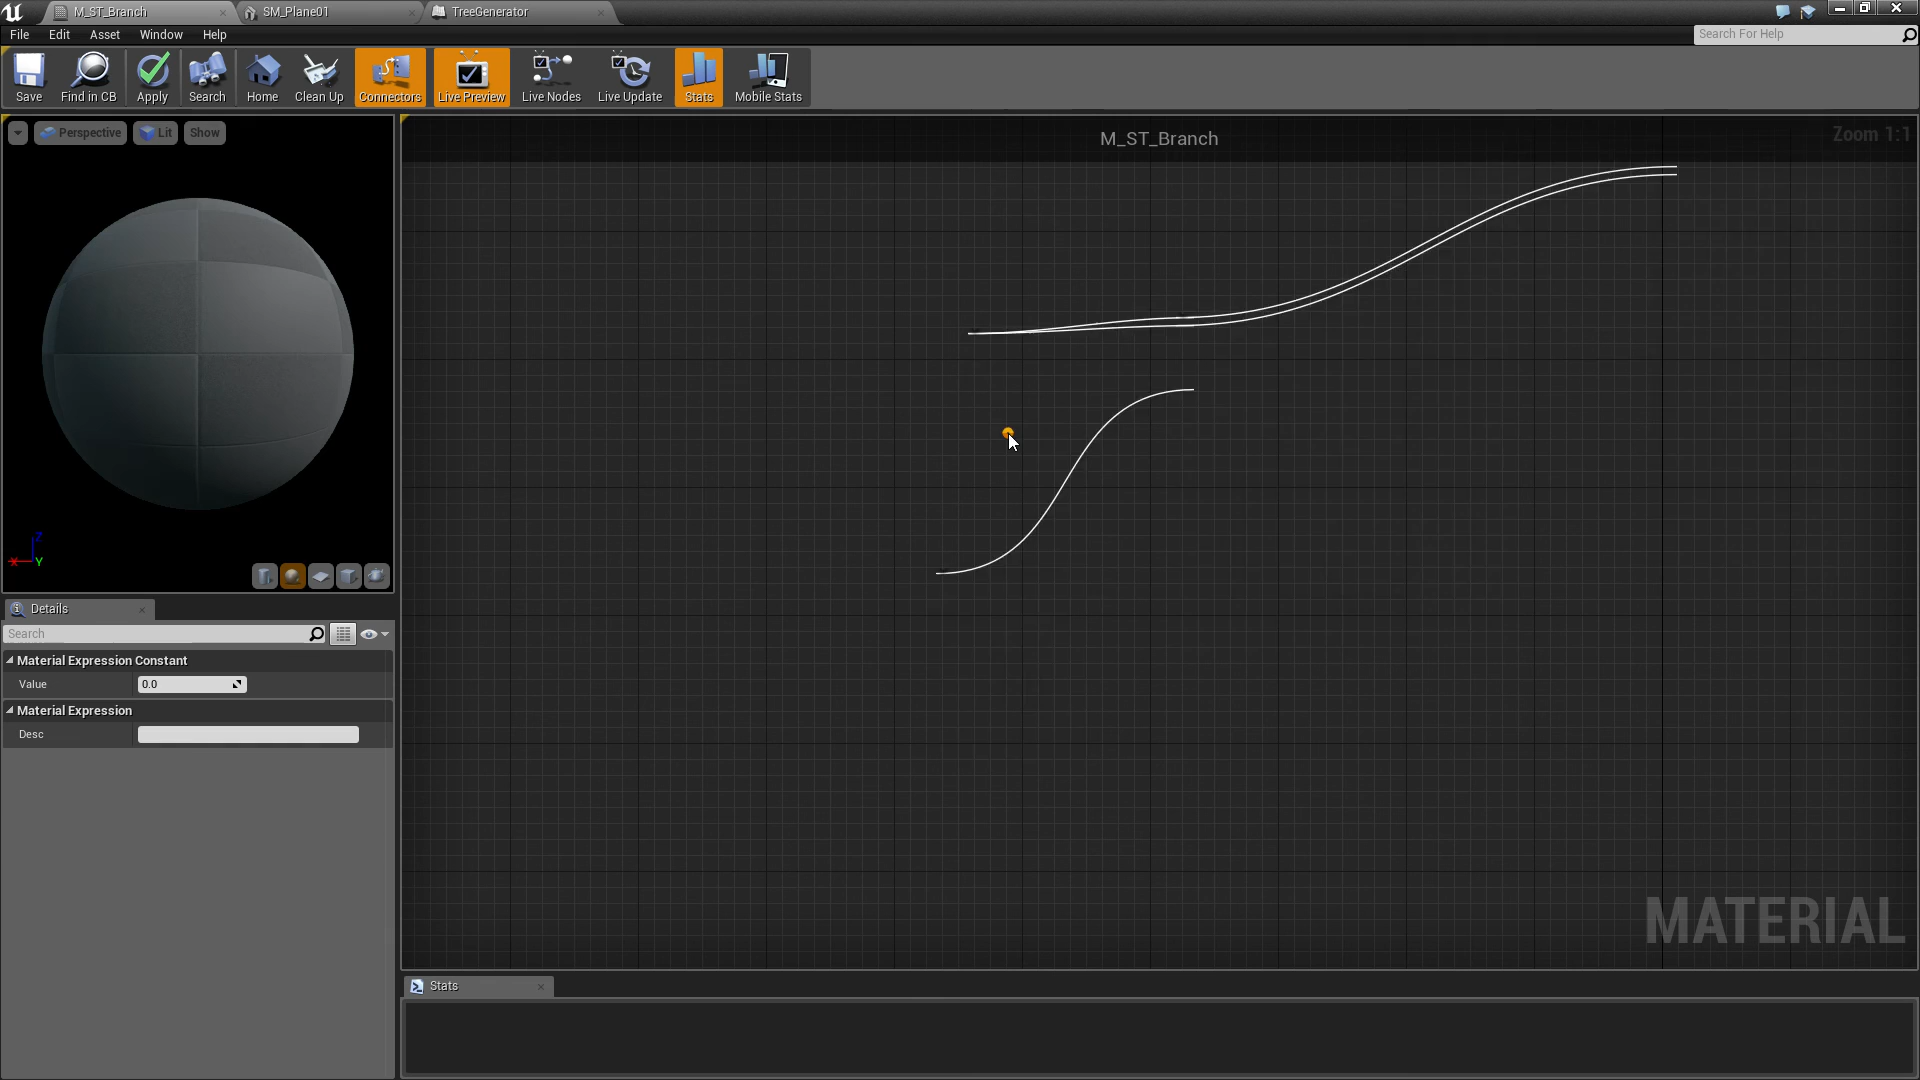 M_ST_Branch
SM_Plane01
TreeGenerator
File Edit Asset Window Help
Search For Help
Save Find in CB Apply Search Home Clean Up Connectors Live Preview Live Nodes Live Update Stats Mobile Stats
Perspective Lit Show
M_ST_Branch
Zoom 1:1
Z
X
Y
Details
Search
Material Expression Constant
Value 0.0
Material Expression
Desc
MATERIAL
Stats